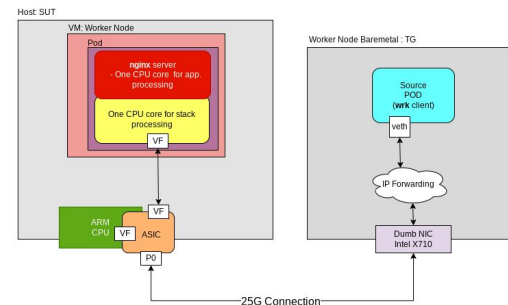 Host: SUT
VM: Worker Node
Pod
nginx server
- One CPU core for app.
processing
One CPU core for stack
processing
VF
VF
ARM
CPU
VF
ASIC
P0
Worker Node Baremetal : TG
Source
POD
(wrk client)
veth
IP Forwarding
Dumb NIC
Intel X710
25G Connection